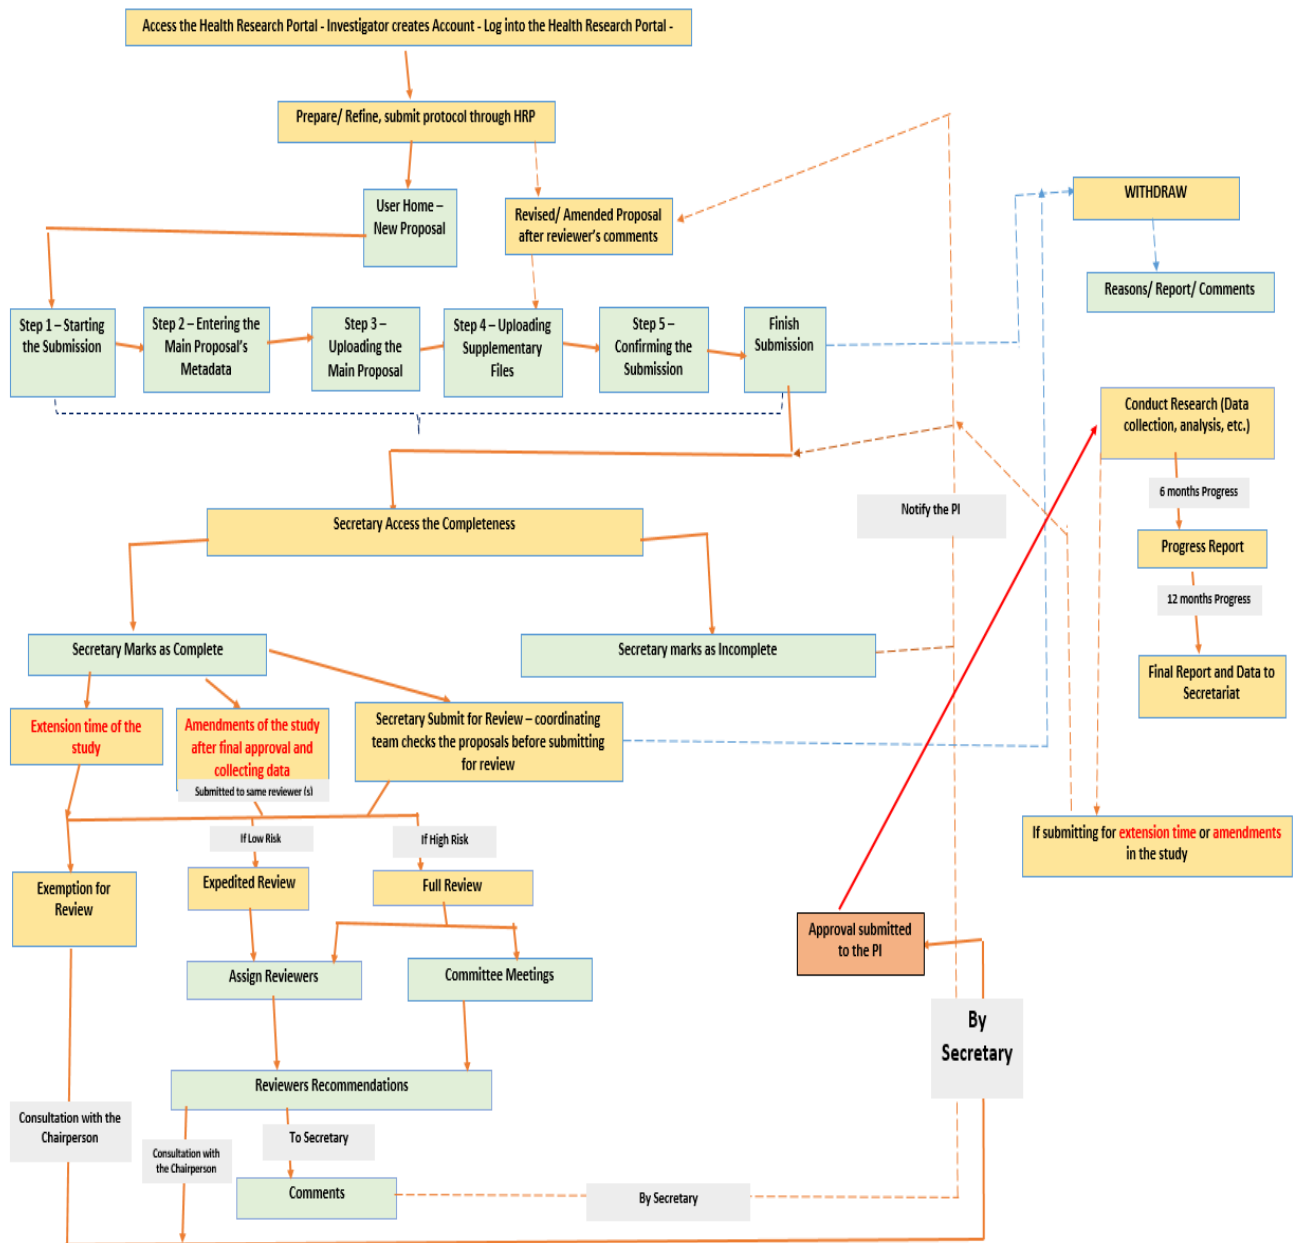 Access the Health Research Portal - Investigator creates Account - Log into the Health Research Portal -
Prepare/ Refine, submit protocol through HRP
User Home –
New Proposal
Revised/ Amended Proposal
after reviewer's comments
WITHDRAW
Reasons/ Report/ Comments
Step 1 – Starting
the Submission
Step 2 – Entering the
Main Proposal's
Metadata
Step 3 –
Uploading the
Main Proposal
Step 4 – Uploading
Supplementary
Files
Step 5 –
Confirming the
Submission
Finish
Submission
Conduct Research (Data
collection, analysis, etc.)
6 months Progress
Progress Report
12 months Progress
Final Report and Data to
Secretariat
Notify the PI
Secretary Access the Completeness
Secretary Marks as Complete
Secretary marks as Incomplete
Extension time of the
study
Amendments of the study
after final approval and
collecting data
Submitted to same reviewer (s)
Secretary Submit for Review – coordinating
team checks the proposals before submitting
for review
If Low Risk
If High Risk
If submitting for extension time or amendments
in the study
Exemption for
Review
Expedited Review
Full Review
Approval submitted
to the PI
Assign Reviewers
Committee Meetings
By
Secretary
Reviewers Recommendations
Consultation with the
Chairperson
Consultation with
the Chairperson
To Secretary
Comments
By Secretary